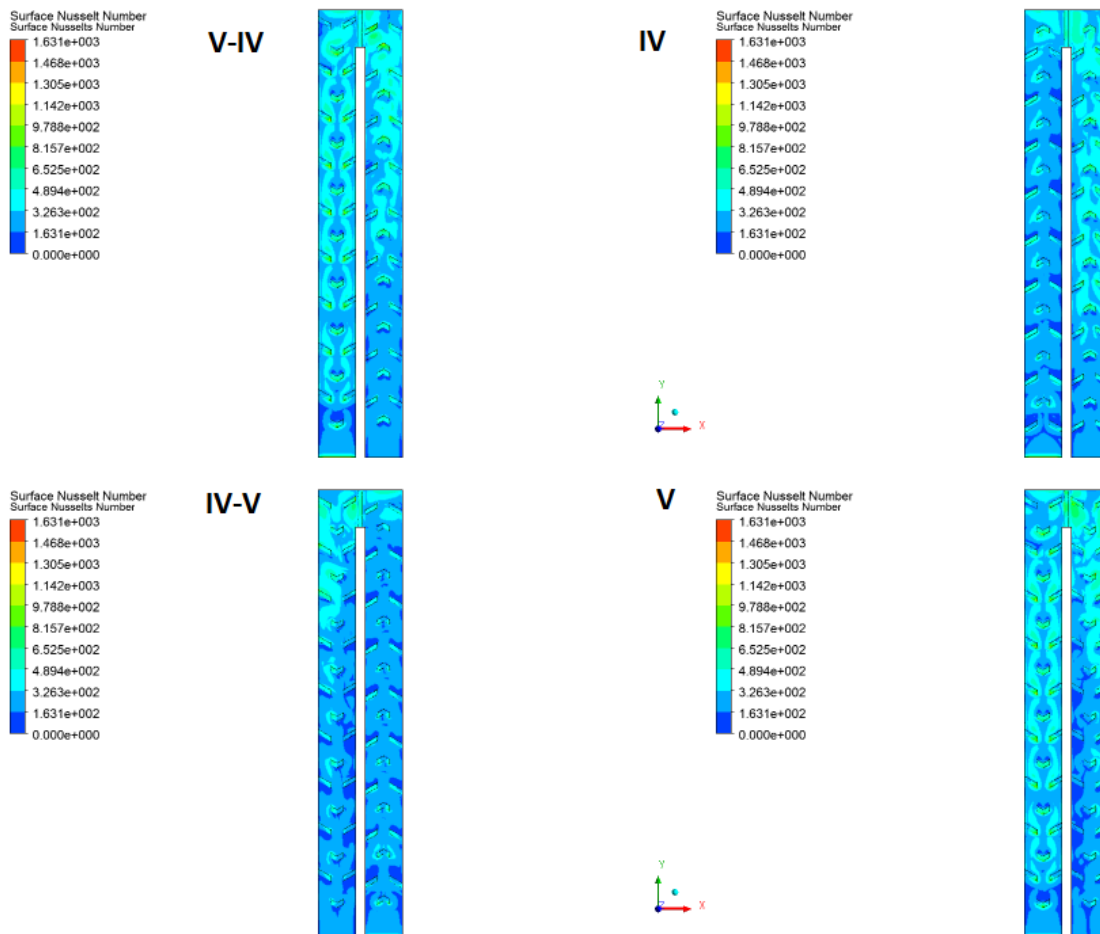 Surface Nusselt Number
Surface Nusselts Number
1.631e+003
1.468e+003
1.305e+003
1.142e+003
9.788e+002
8.157e+002
6.525e+002
4.894e+002
3.263e+002
1.631e+002
0.000e+000
V-IV
Surface Nusselt Number
Surface Nusselts Number
1.631e+003
1.468e+003
1.305e+003
1.142e+003
9.788e+002
8.157e+002
6.525e+002
4.894e+002
3.263e+002
1.631e+002
0.000e+000
IV
Y
Z
X
Surface Nusselt Number
Surface Nusselts Number
1.631e+003
1.468e+003
1.305e+003
1.142e+003
9.788e+002
8.157e+002
6.525e+002
4.894e+002
3.263e+002
1.631e+002
0.000e+000
IV-V
Surface Nusselt Number
Surface Nusselts Number
1.631e+003
1.468e+003
1.305e+003
1.142e+003
9.788e+002
8.157e+002
6.525e+002
4.894e+002
3.263e+002
1.631e+002
0.000e+000
V
Y
Z
X